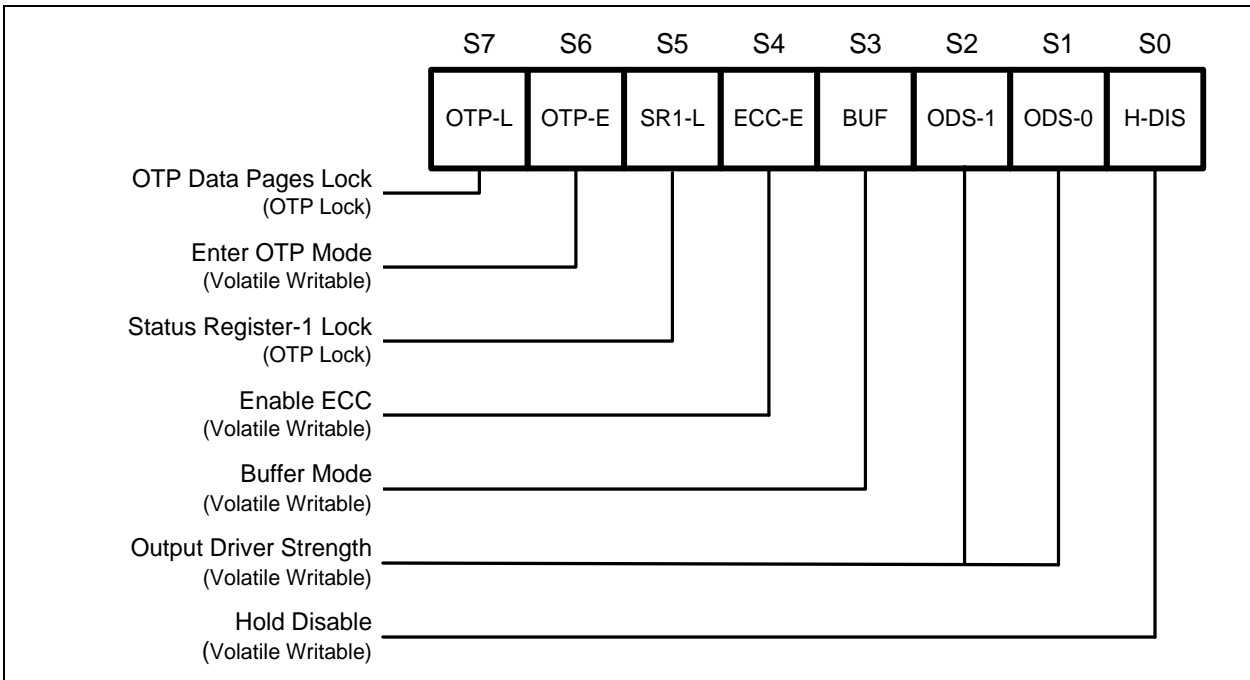 S7 S6 S5 S4 S3 S2 S1 S0
OTP-L OTP-E SR1-L ECC-E BUF ODS-1 ODS-0 H-DIS
OTP Data Pages Lock
(OTP Lock)
Enter OTP Mode
(Volatile Writable)
Status Register-1 Lock
(OTP Lock)
Enable ECC
(Volatile Writable)
Buffer Mode
(Volatile Writable)
Output Driver Strength
(Volatile Writable)
Hold Disable
(Volatile Writable)